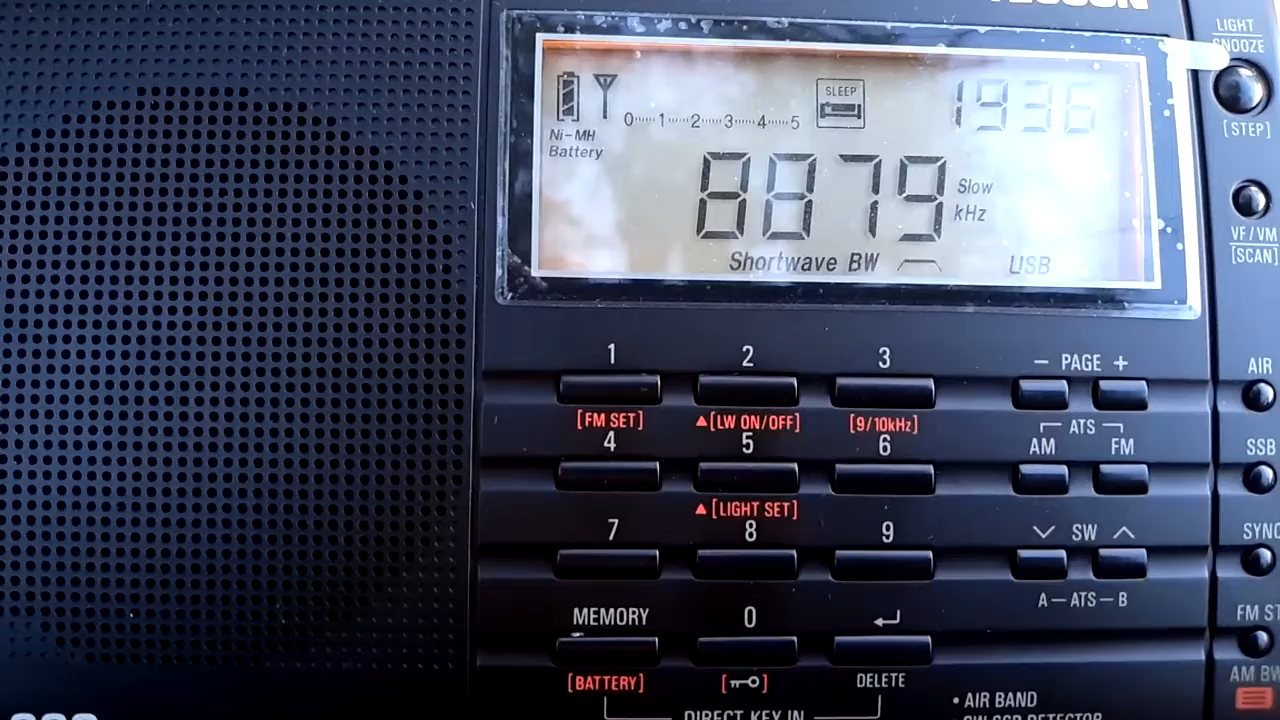 LIGHT
SNOOZE
[STEP]
SLEEP
1936
0 1 2 3 4 5
Ni-MH
Battery
8879
Slow
kHz
Shortwave BW
USB
VF / VM
[SCAN]
1 2 3
- PAGE +
AIR
[FM SET] ▲[LW ON/OFF] [9/10kHz]
ATS
4 5 6
AM FM
SSB
▲[LIGHT SET]
7 8 9
SW
SYNC
A — ATS — B
MEMORY 0
FM ST
[BATTERY] DELETE
AM BW
DIRECT KEY IN
• AIR BAND